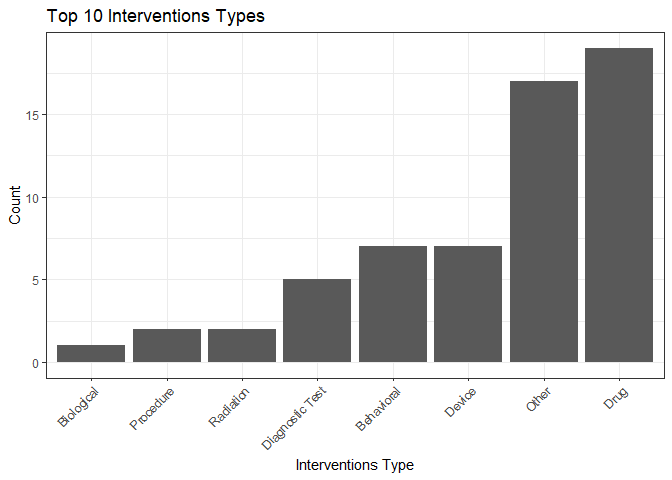 Top 10 Interventions Types
Count
15
10
5
0
Biological
Procedure
Radiation
Diagnostic Test
Behavioral
Device
Other
Drug
Interventions Type